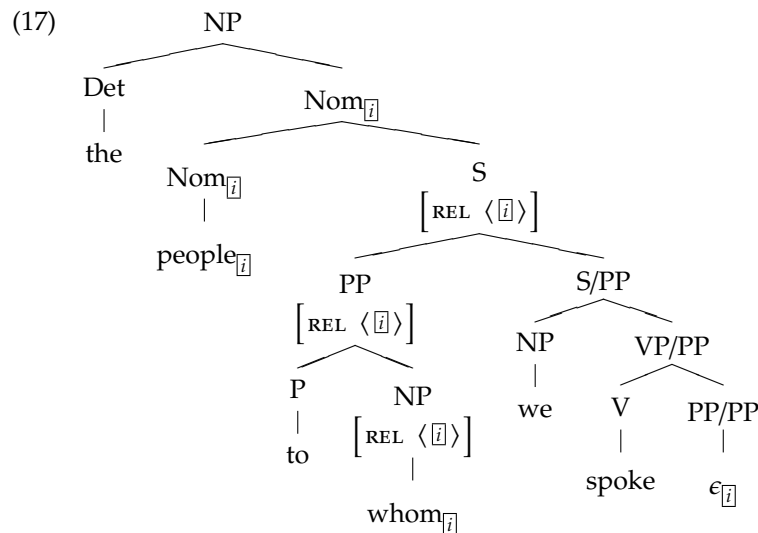 (17) NP
Det Nom[i]
the Nom[i] S
[REL ⟨[i]⟩]
people[i] PP S/PP
[REL ⟨[i]⟩] NP VP/PP
P NP we V PP/PP
to [REL ⟨[i]⟩]
spoke ϵ[i]
whom[i]